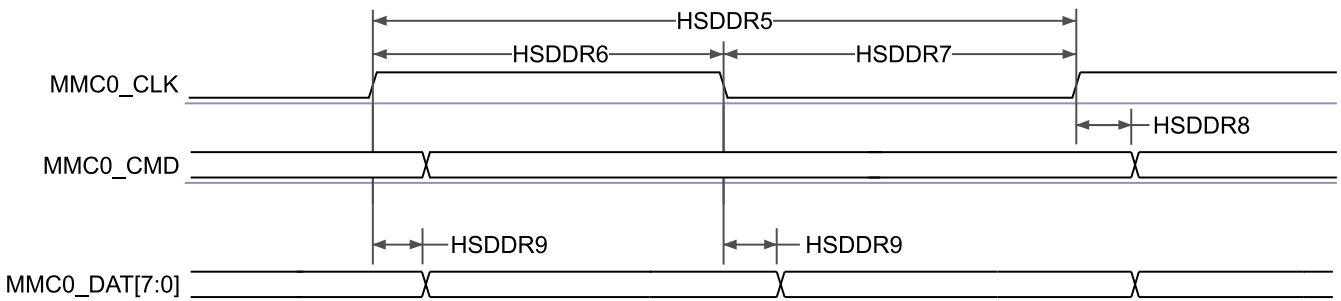 HSDDR5
HSDDR6 HSDDR7
MMC0_CLK
HSDDR8
MMC0_CMD
HSDDR9 HSDDR9
MMC0_DAT[7:0]